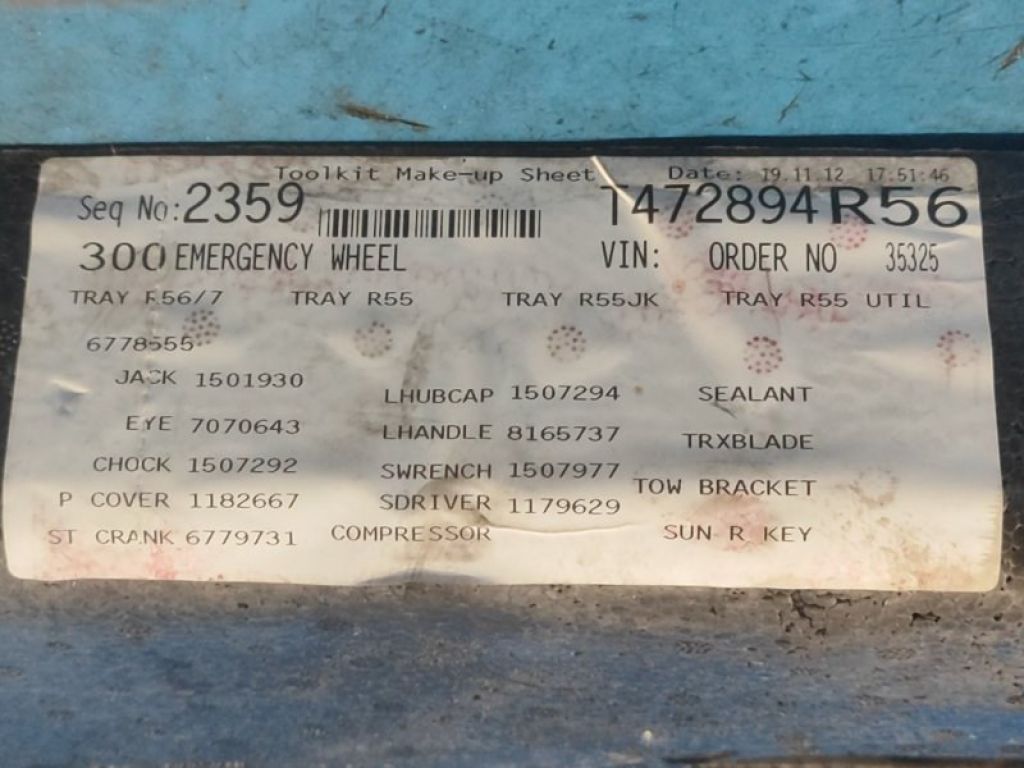 Toolkit Make-up Sheet Date: 19.11.12 17:51:46
Seq No: 2359 T472894 R56
300 EMERGENCY WHEEL VIN: ORDER NO 35325
TRAY R56/7 TRAY R55 TRAY R55JK TRAY R55 UTIL
6778555
JACK 1501930 LHUBCAP 1507294 SEALANT
EYE 7070643 LHANDLE 8165737 TRXBLADE
CHOCK 1507292 SWRENCH 1507977 TOW BRACKET
P COVER 1182667 SDRIVER 1179629
ST CRANK 6779731 COMPRESSOR SUN R KEY